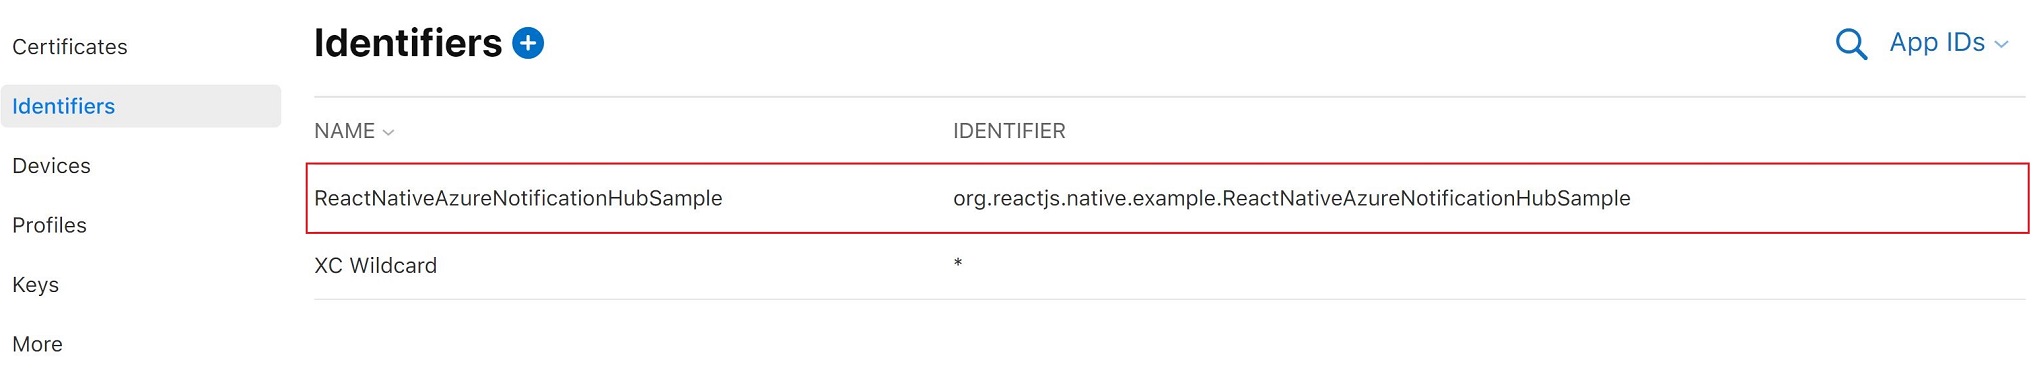 Certificates
Identifiers
Devices
Profiles
Keys
More
Identifiers
App IDs
NAME IDENTIFIER
ReactNativeAzureNotificationHubSample org.reactjs.native.example.ReactNativeAzureNotificationHubSample
XC Wildcard *